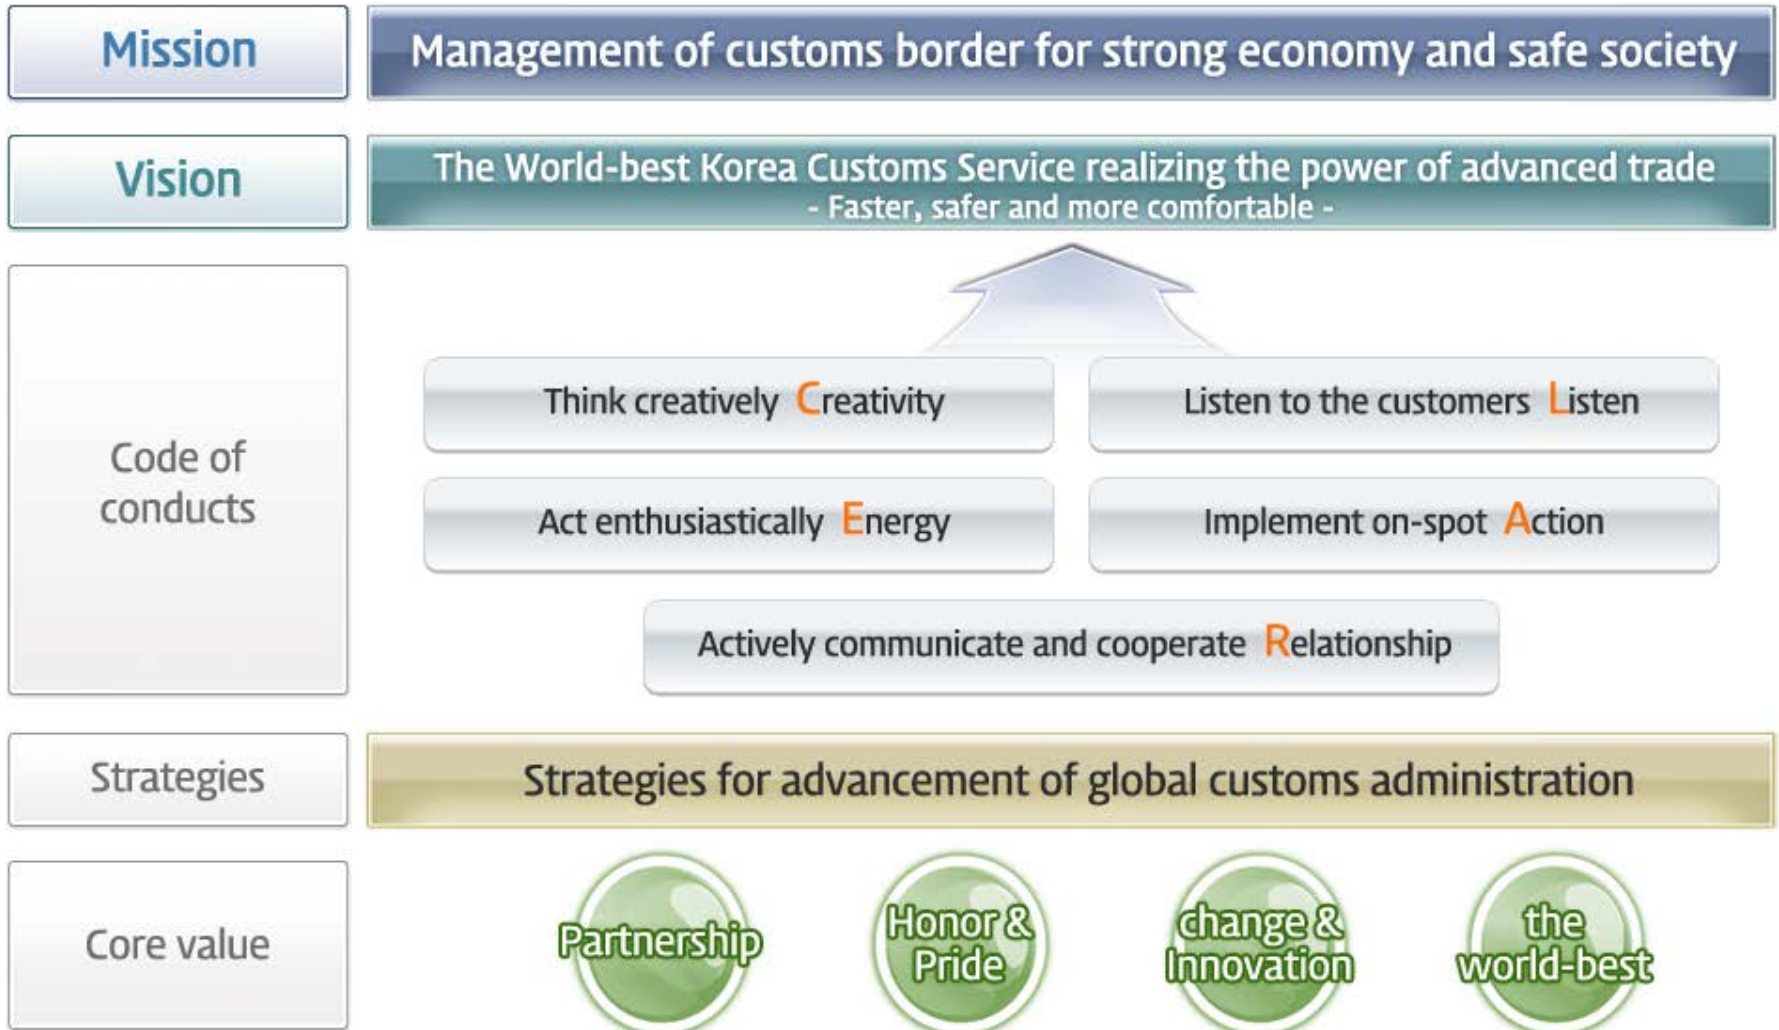 Mission
Management of customs border for strong economy and safe society
Vision
The World-best Korea Customs Service realizing the power of advanced trade
- Faster, safer and more comfortable -
Code of
conducts
Think creatively Creativity
Listen to the customers Listen
Act enthusiastically Energy
Implement on-spot Action
Actively communicate and cooperate Relationship
Strategies
Strategies for advancement of global customs administration
Core value
Partnership
Honor &
Pride
change &
Innovation
the
world-best